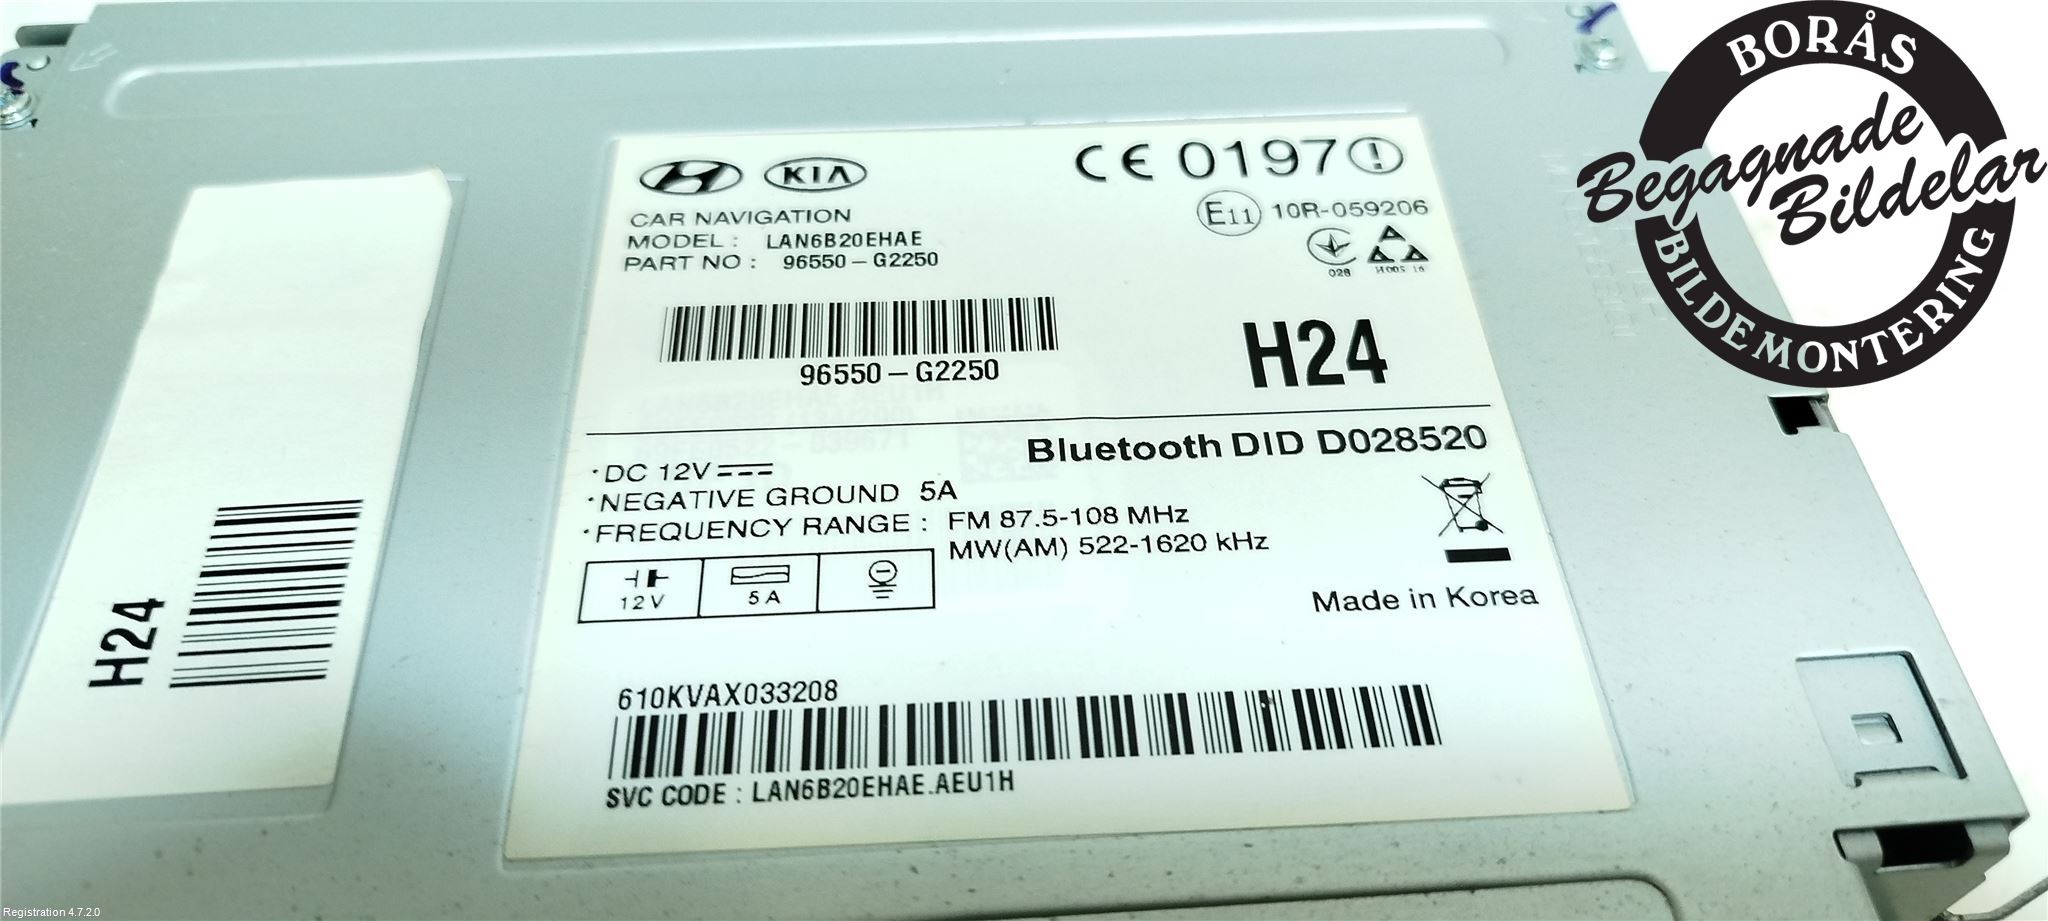 BORÅS
Begagnade
Bildelar
BILDEMONTERING
KIA
CE 0197
CAR NAVIGATION
MODEL : LAN6B20EHAE
PART NO : 96550-G2250
E11 10R-059206
028
96550-G2250
H24
Bluetooth DID D028520
·DC 12V
·NEGATIVE GROUND 5A
·FREQUENCY RANGE : FM 87.5-108 MHz
MW(AM) 522-1620 kHz
12V
5A
Made in Korea
610KVAX033208
SVC CODE : LAN6B20EHAE.AEU1H
H24
Registration 4.7.2.0